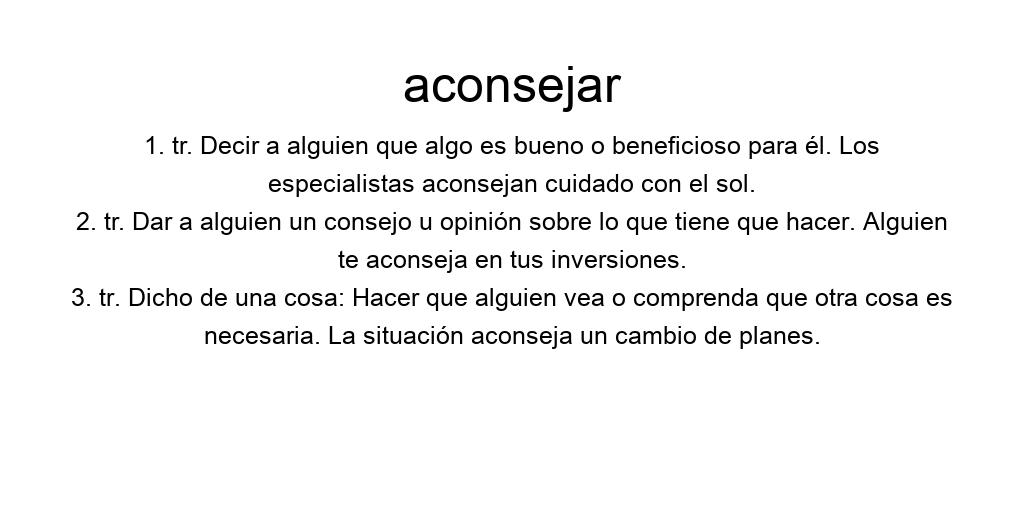 aconsejar
1. tr. Decir a alguien que algo es bueno o beneficioso para él. Los
especialistas aconsejan cuidado con el sol.
2. tr. Dar a alguien un consejo u opinión sobre lo que tiene que hacer. Alguien
te aconseja en tus inversiones.
3. tr. Dicho de una cosa: Hacer que alguien vea o comprenda que otra cosa es
necesaria. La situación aconseja un cambio de planes.